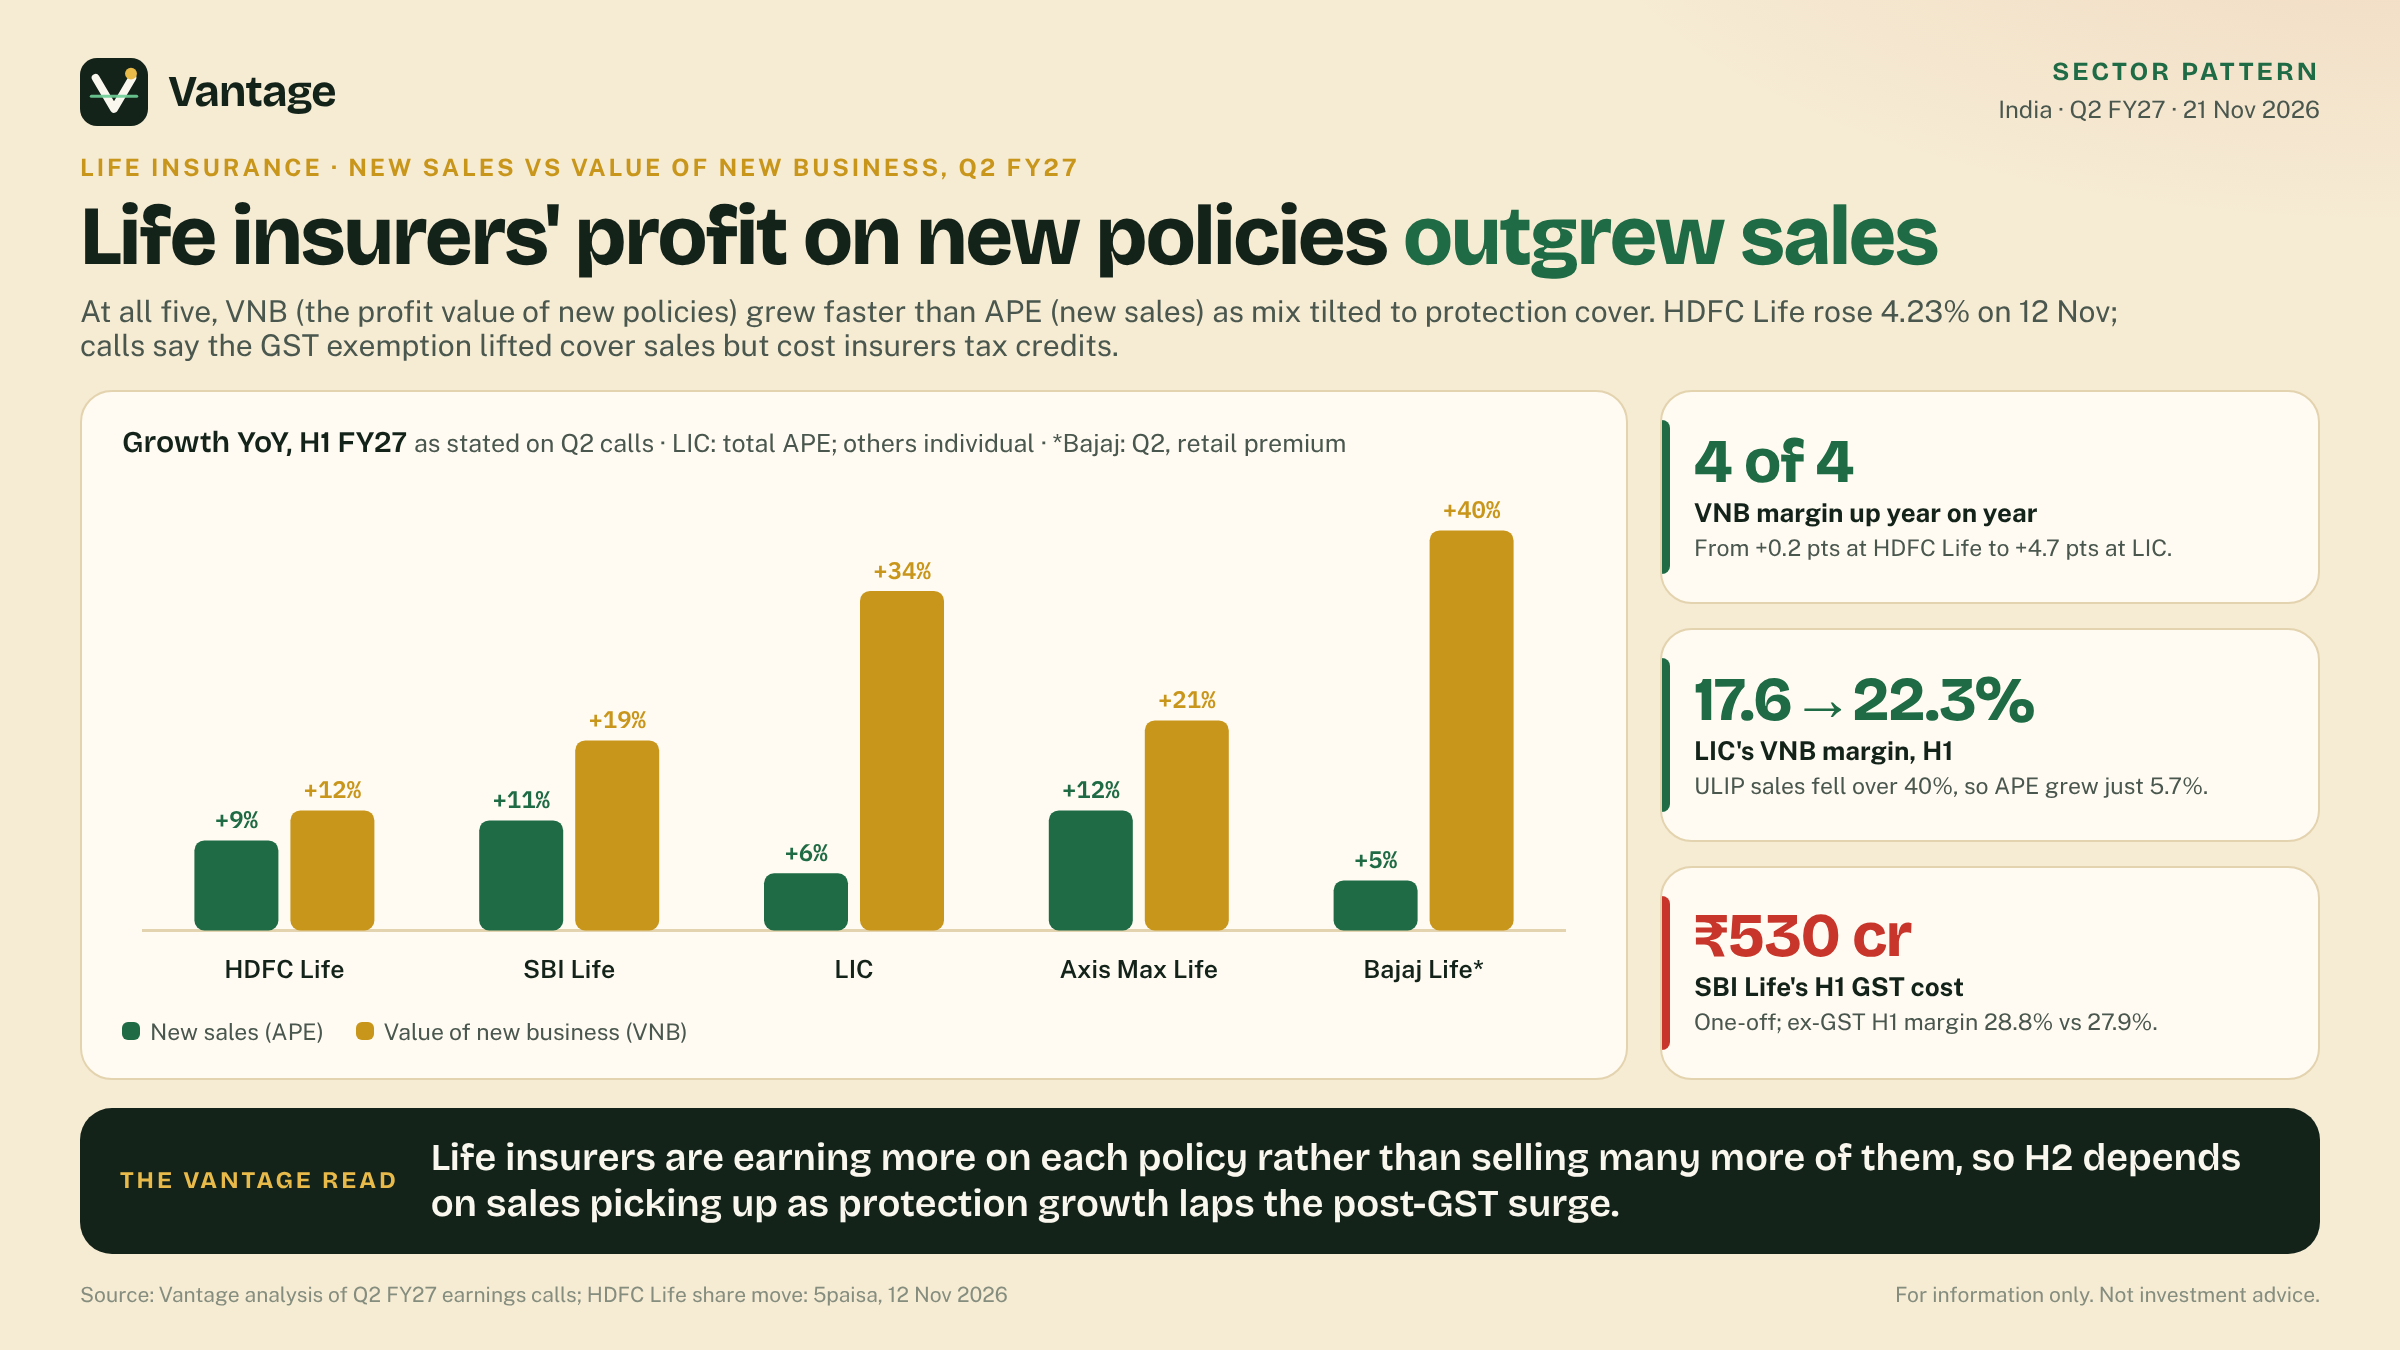 Vantage
SECTOR PATTERN
India · Q2 FY27 · 21 Nov 2026
LIFE INSURANCE · NEW SALES VS VALUE OF NEW BUSINESS, Q2 FY27
Life insurers' profit on new policies outgrew sales
At all five, VNB (the profit value of new policies) grew faster than APE (new sales) as mix tilted to protection cover. HDFC Life rose 4.23% on 12 Nov;
calls say the GST exemption lifted cover sales but cost insurers tax credits.
Growth YoY, H1 FY27 as stated on Q2 calls · LIC: total APE; others individual · *Bajaj: Q2, retail premium
+9%
+12%
+11%
+19%
+6%
+34%
+12%
+21%
+5%
+40%
HDFC Life
SBI Life
LIC
Axis Max Life
Bajaj Life*
New sales (APE)
Value of new business (VNB)
4 of 4
VNB margin up year on year
From +0.2 pts at HDFC Life to +4.7 pts at LIC.
17.6→22.3%
LIC's VNB margin, H1
ULIP sales fell over 40%, so APE grew just 5.7%.
₹530 cr
SBI Life's H1 GST cost
One-off; ex-GST H1 margin 28.8% vs 27.9%.
THE VANTAGE READ
Life insurers are earning more on each policy rather than selling many more of them, so H2 depends
on sales picking up as protection growth laps the post-GST surge.
Source: Vantage analysis of Q2 FY27 earnings calls; HDFC Life share move: 5paisa, 12 Nov 2026
For information only. Not investment advice.